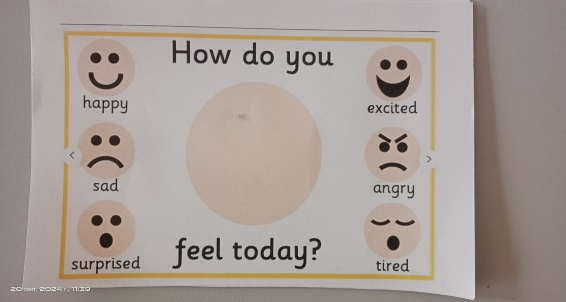 How do you
happy
excited
sad
angry
feel today?
surprised
tired